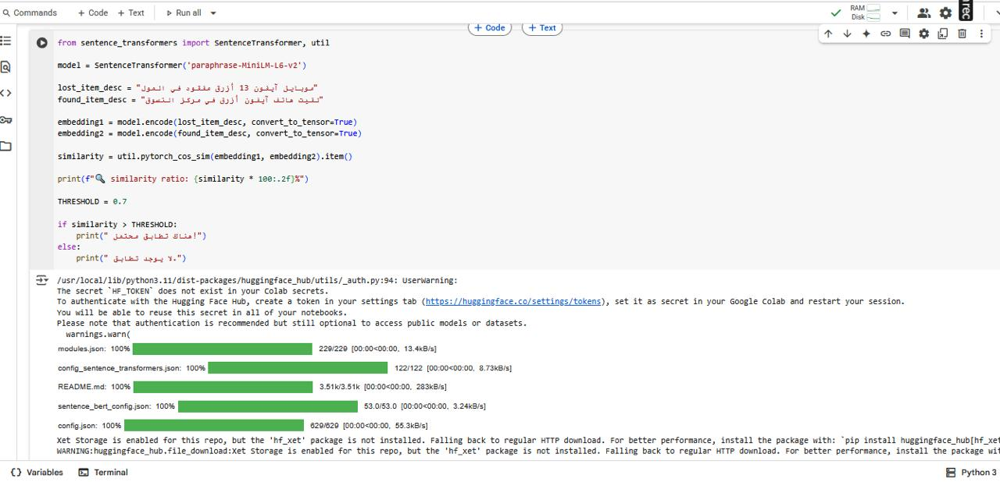 Commands + Code + Text Run all
RAM
Disk
rec
+ Code + Text
from sentence_transformers import SentenceTransformer, util
model = SentenceTransformer('paraphrase-MiniLM-L6-v2')
lost_item_desc = "موبايل آيفون 13 أزرق مفقود في المول"
found_item_desc = "لقيت هاتف آيفون أزرق في مركز التسوق"
embedding1 = model.encode(lost_item_desc, convert_to_tensor=True)
embedding2 = model.encode(found_item_desc, convert_to_tensor=True)
similarity = util.pytorch_cos_sim(embedding1, embedding2).item()
print(f"🔍 similarity ratio: {similarity * 100:.2f}%")
THRESHOLD = 0.7
if similarity > THRESHOLD:
    print(" هناك تطابق محتمل!")
else:
    print(" لا يوجد تطابق.")
/usr/local/lib/python3.11/dist-packages/huggingface_hub/utils/_auth.py:94: UserWarning:
The secret `HF_TOKEN` does not exist in your Colab secrets.
To authenticate with the Hugging Face Hub, create a token in your settings tab (https://huggingface.co/settings/tokens), set it as secret in your Google Colab and restart your session.
You will be able to reuse this secret in all of your notebooks.
Please note that authentication is recommended but still optional to access public models or datasets.
  warnings.warn(
modules.json: 100% 229/229 [00:00<00:00, 13.4kB/s]
config_sentence_transformers.json: 100% 122/122 [00:00<00:00, 8.73kB/s]
README.md: 100% 3.51k/3.51k [00:00<00:00, 283kB/s]
sentence_bert_config.json: 100% 53.0/53.0 [00:00<00:00, 3.24kB/s]
config.json: 100% 629/629 [00:00<00:00, 55.3kB/s]
Xet Storage is enabled for this repo, but the 'hf_xet' package is not installed. Falling back to regular HTTP download. For better performance, install the package with: `pip install huggingface_hub[hf_xet
WARNING:huggingface_hub.file_download:Xet Storage is enabled for this repo, but the 'hf_xet' package is not installed. Falling back to regular HTTP download. For better performance, install the package wit
Variables Terminal Python 3